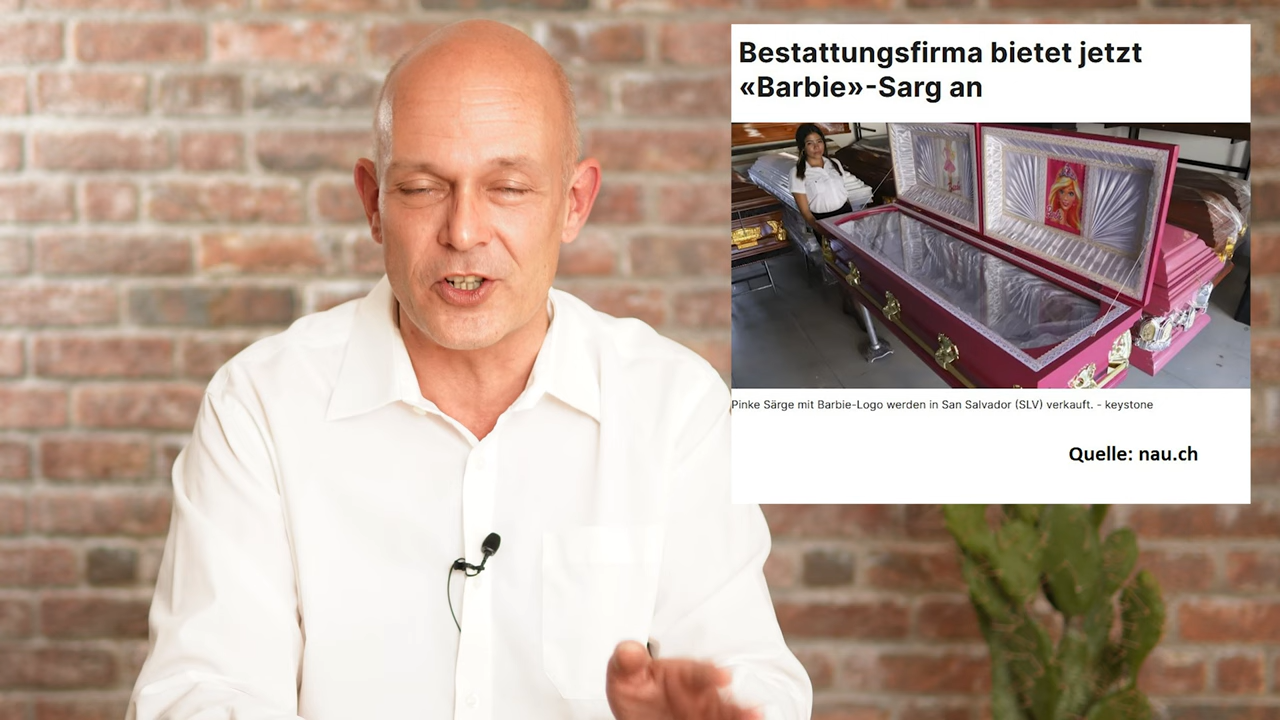 Bestattungsfirma bietet jetzt
«Barbie»-Sarg an
Pinke Särge mit Barbie-Logo werden in San Salvador (SLV) verkauft. - keystone
Quelle: nau.ch